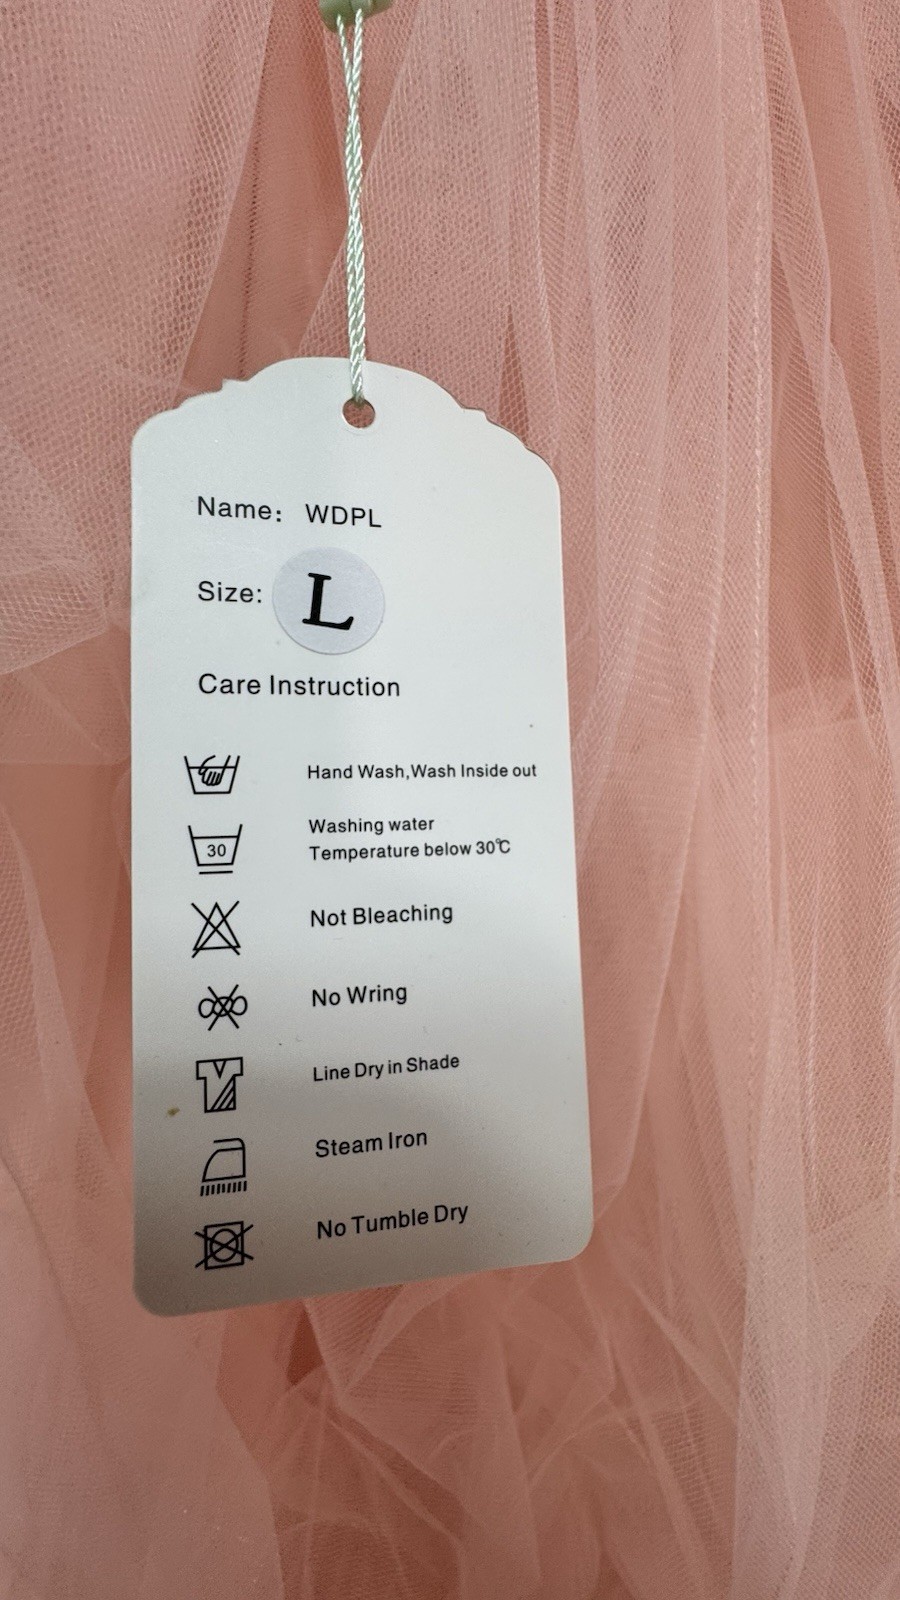 Name: WDPL
Size: L
Care Instruction
Hand Wash,Wash Inside out
30
Washing water
Temperature below 30℃
Not Bleaching
No Wring
Line Dry in Shade
Steam Iron
No Tumble Dry